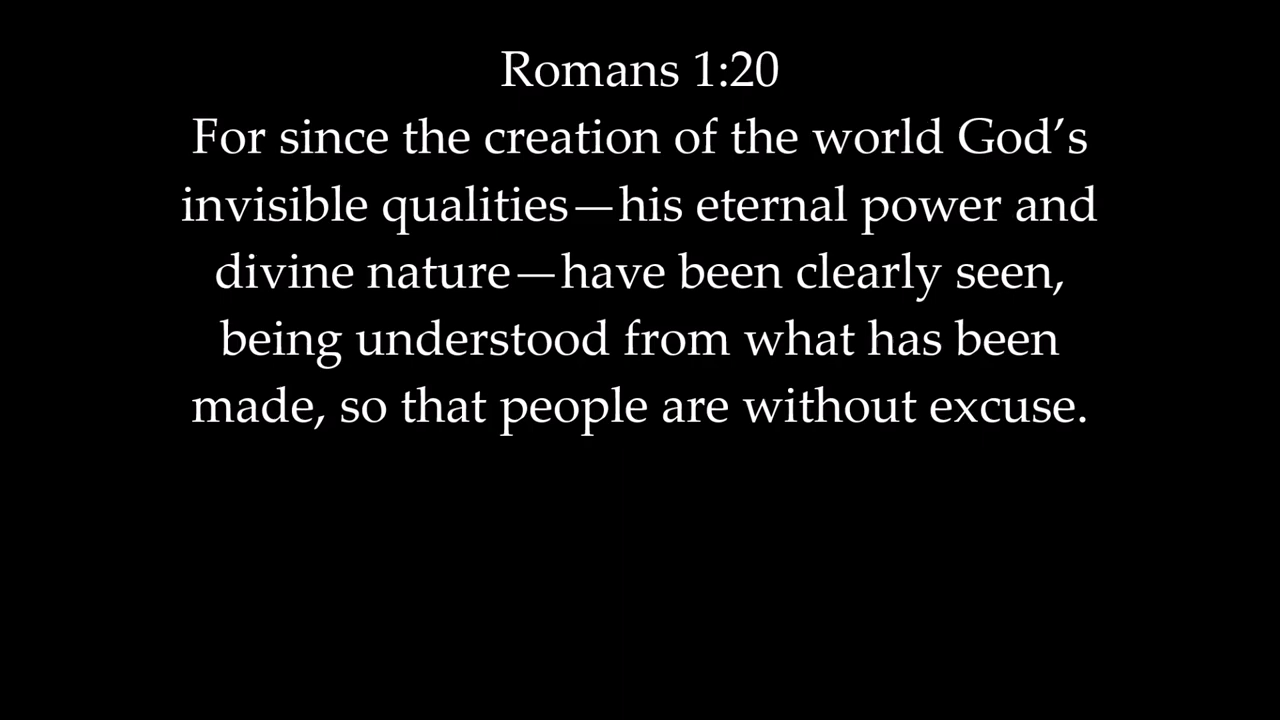 Romans 1:20
For since the creation of the world God’s
invisible qualities—his eternal power and
divine nature—have been clearly seen,
being understood from what has been
made, so that people are without excuse.